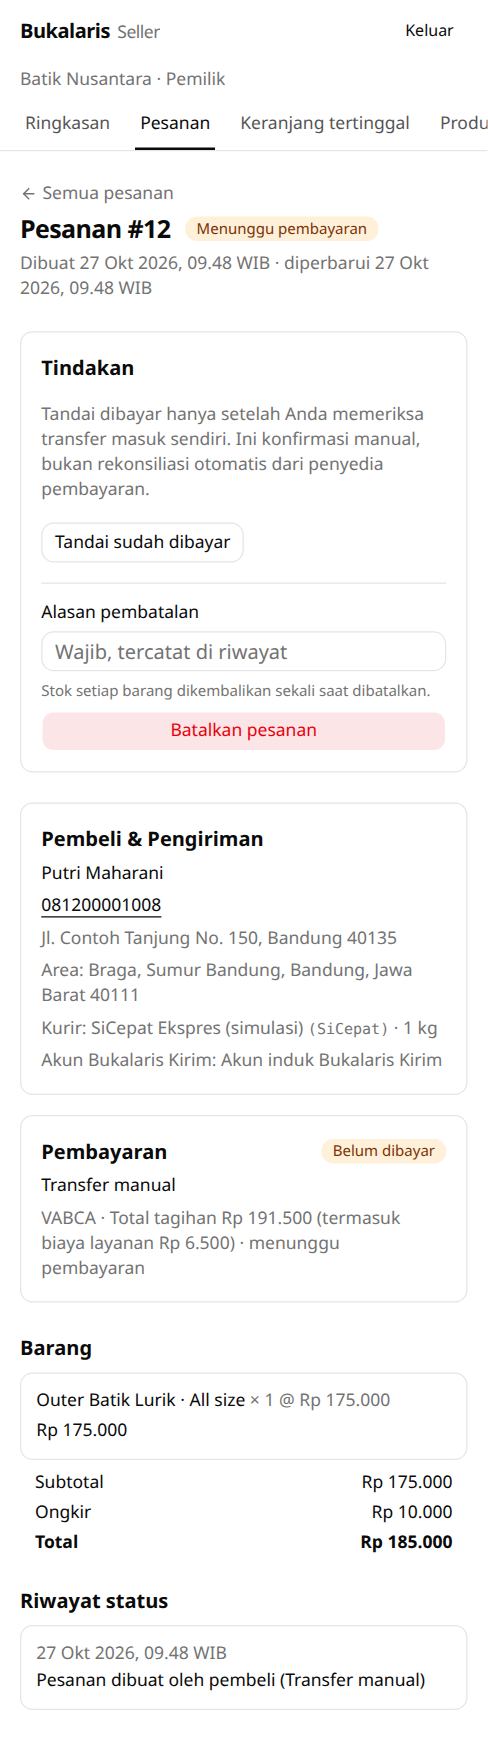 Bukalaris Seller
Keluar
Batik Nusantara · Pemilik
Ringkasan Pesanan Keranjang tertinggal Produ
← Semua pesanan
Pesanan #12 Menunggu pembayaran
Dibuat 27 Okt 2026, 09.48 WIB · diperbarui 27 Okt
2026, 09.48 WIB
Tindakan
Tandai dibayar hanya setelah Anda memeriksa
transfer masuk sendiri. Ini konfirmasi manual,
bukan rekonsiliasi otomatis dari penyedia
pembayaran.
Tandai sudah dibayar
Alasan pembatalan
Wajib, tercatat di riwayat
Stok setiap barang dikembalikan sekali saat dibatalkan.
Batalkan pesanan
Pembeli & Pengiriman
Putri Maharani
081200001008
Jl. Contoh Tanjung No. 150, Bandung 40135
Area: Braga, Sumur Bandung, Bandung, Jawa
Barat 40111
Kurir: SiCepat Ekspres (simulasi) (SiCepat) · 1 kg
Akun Bukalaris Kirim: Akun induk Bukalaris Kirim
Pembayaran Belum dibayar
Transfer manual
VABCA · Total tagihan Rp 191.500 (termasuk
biaya layanan Rp 6.500) · menunggu
pembayaran
Barang
Outer Batik Lurik · All size × 1 @ Rp 175.000
Rp 175.000
Subtotal Rp 175.000
Ongkir Rp 10.000
Total Rp 185.000
Riwayat status
27 Okt 2026, 09.48 WIB
Pesanan dibuat oleh pembeli (Transfer manual)